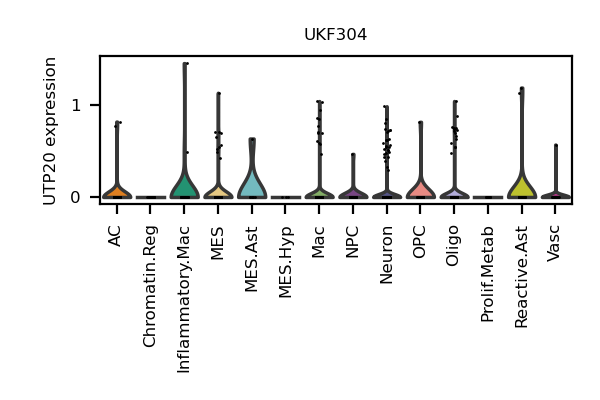 UKF304
UTP20 expression
1
0
AC
Chromatin.Reg
Inflammatory.Mac
MES
MES.Ast
MES.Hyp
Mac
NPC
Neuron
OPC
Oligo
Prolif.Metab
Reactive.Ast
Vasc